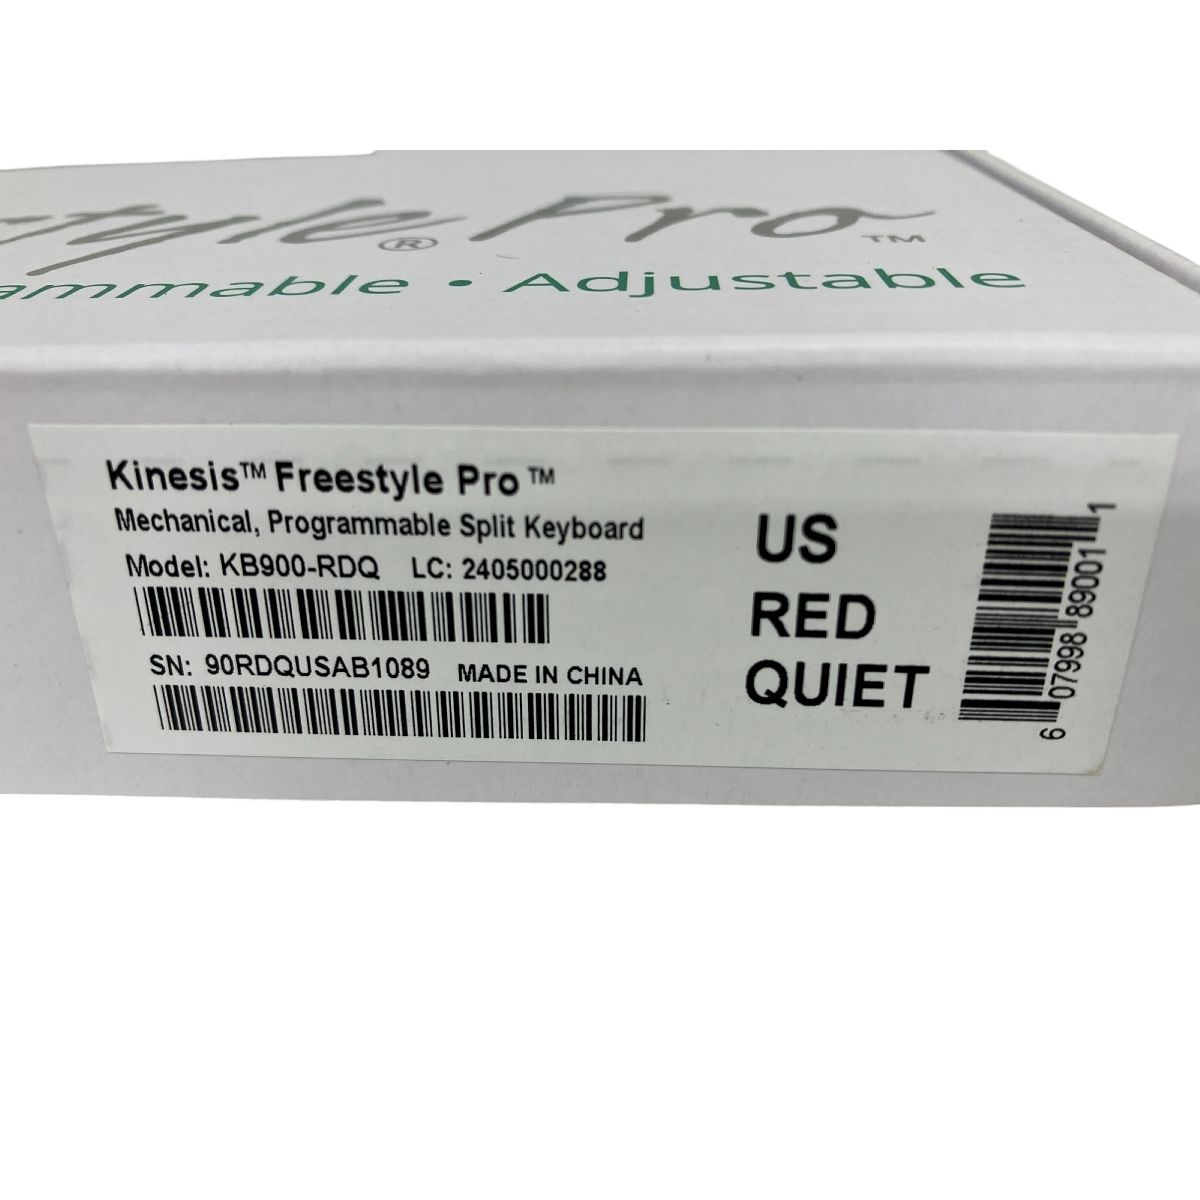 style® Pro™
ammable • Adjustable
Kinesis™ Freestyle Pro™
Mechanical, Programmable Split Keyboard
Model: KB900-RDQ LC: 2405000288
SN: 90RDQUSAB1089 MADE IN CHINA
US
RED
QUIET
6 07998 89001 1